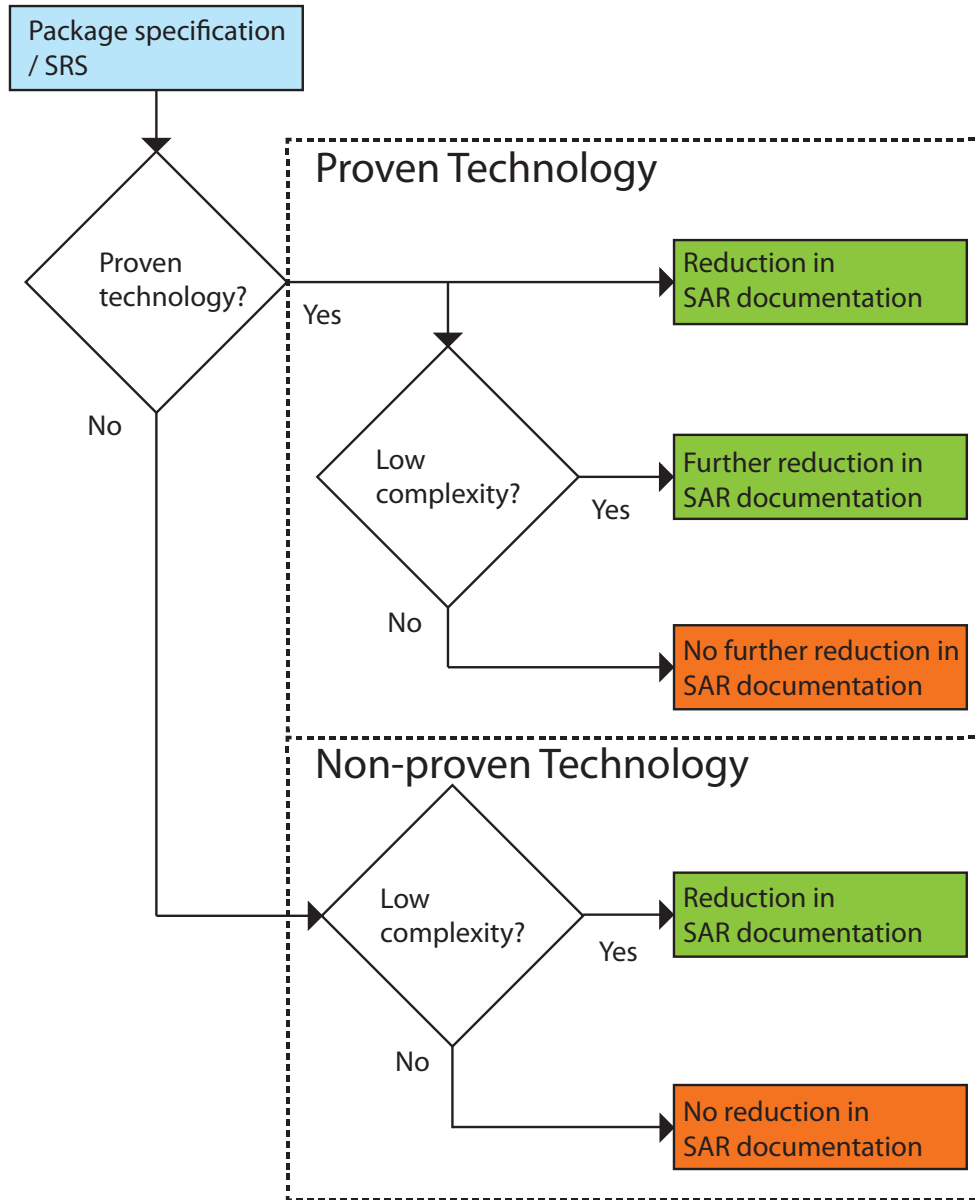 Package specification
/ SRS
Proven Technology
Proven
technology?
Yes
No
Reduction in
SAR documentation
Low
complexity?
Yes
No
Further reduction in
SAR documentation
No further reduction in
SAR documentation
Non-proven Technology
Low
complexity?
Yes
No
Reduction in
SAR documentation
No reduction in
SAR documentation